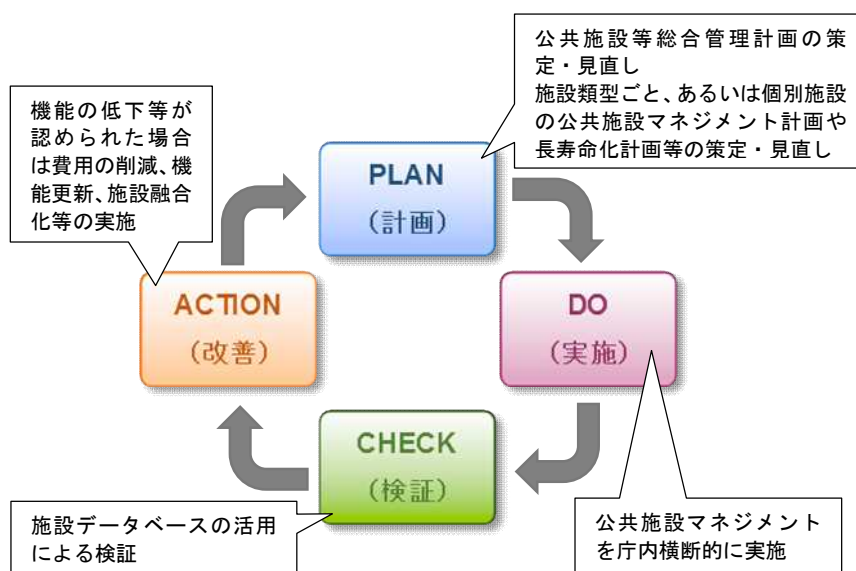 公共施設等総合管理計画の策
定・見直し
施設類型ごと、あるいは個別施設
の公共施設マネジメント計画や
長寿命化計画等の策定・見直し
機能の低下等が
認められた場合
は費用の削減、機
能更新、施設融合
化等の実施
PLAN
（計画）
ACTION
（改善）
DO
（実施）
CHECK
（検証）
施設データベースの活用
による検証
公共施設マネジメント
を庁内横断的に実施